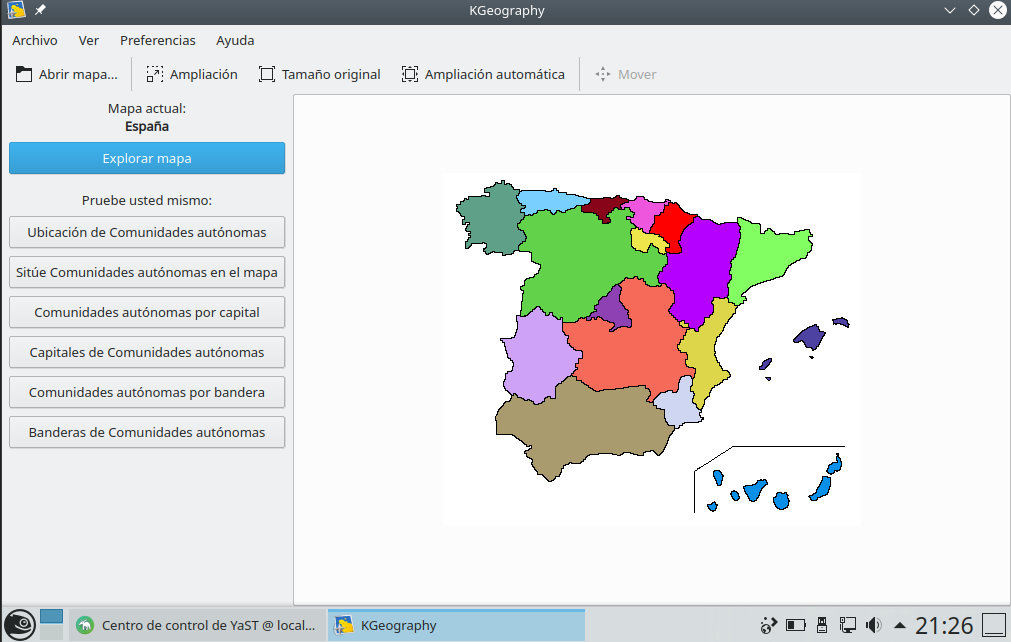 KGeography
Archivo Ver Preferencias Ayuda
Abrir mapa... Ampliación Tamaño original Ampliación automática Mover
Mapa actual:
España
Explorar mapa
Pruebe usted mismo:
Ubicación de Comunidades autónomas
Sitúe Comunidades autónomas en el mapa
Comunidades autónomas por capital
Capitales de Comunidades autónomas
Comunidades autónomas por bandera
Banderas de Comunidades autónomas
Centro de control de YaST @ local... KGeography 21:26